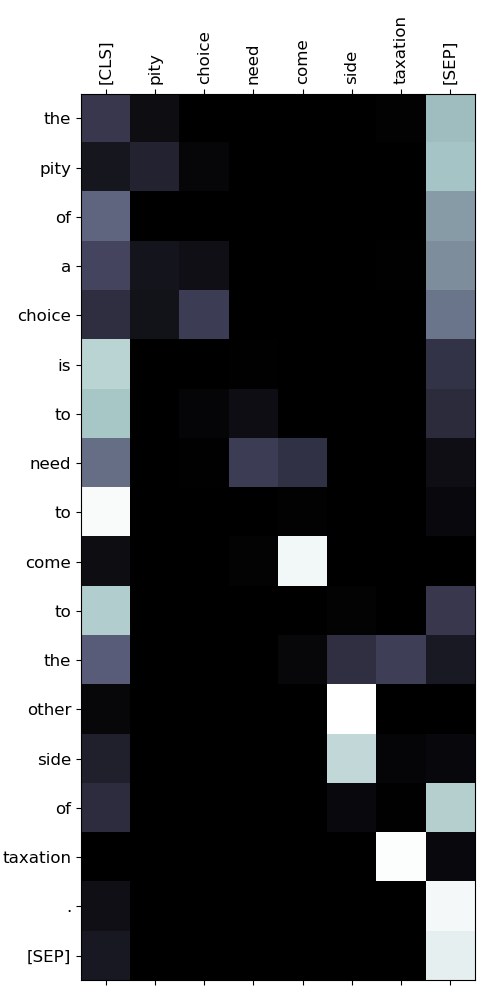 [CLS] pity choice need come side taxation [SEP]
the
pity
of
a
choice
is
to
need
to
come
to
the
other
side
of
taxation
.
[SEP]